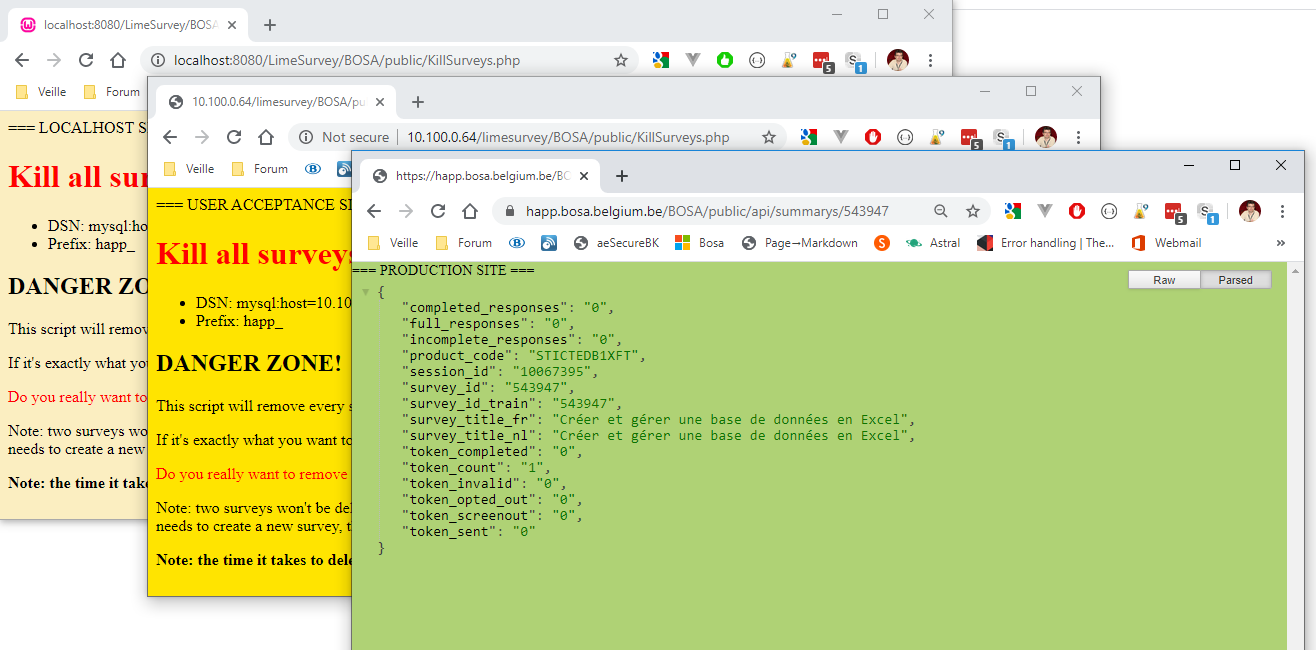 localhost:8080/LimeSurvey/BOSA
localhost:8080/LimeSurvey/BOSA/public/KillSurveys.php
5
1
Veille
Forum
=== LOCALHOST S
Kill all sur
DSN: mysql:ho
Prefix: happ_
DANGER ZO
This script will remov
If it's exactly what yo
Do you really want to
Note: two surveys wo
needs to create a new
Note: the time it take
10.100.0.64/limesurvey/BOSA/pu
Not secure
10.100.0.64/limesurvey/BOSA/public/KillSurveys.php
5
1
Veille
Forum
B
=== USER ACCEPTANCE SI
Kill all surveys
DSN: mysql:host=10.10
Prefix: happ_
DANGER ZONE!
This script will remove every s
If it's exactly what you want to
Do you really want to remove
Note: two surveys won't be del
needs to create a new survey, t
Note: the time it takes to dele
https://happ.bosa.belgium.be/BO
happ.bosa.belgium.be/BOSA/public/api/summarys/543947
5
1
Veille
Forum
B
aeSecureBK
Bosa
Page→Markdown
S
Astral
Error handling | The...
Webmail
»
=== PRODUCTION SITE ===
Raw
Parsed
{
"completed_responses": "0",
"full_responses": "0",
"incomplete_responses": "0",
"product_code": "STICTEDB1XFT",
"session_id": "10067395",
"survey_id": "543947",
"survey_id_train": "543947",
"survey_title_fr": "Créer et gérer une base de données en Excel",
"survey_title_nl": "Créer et gérer une base de données en Excel",
"token_completed": "0",
"token_count": "1",
"token_invalid": "0",
"token_opted_out": "0",
"token_screenout": "0",
"token_sent": "0"
}